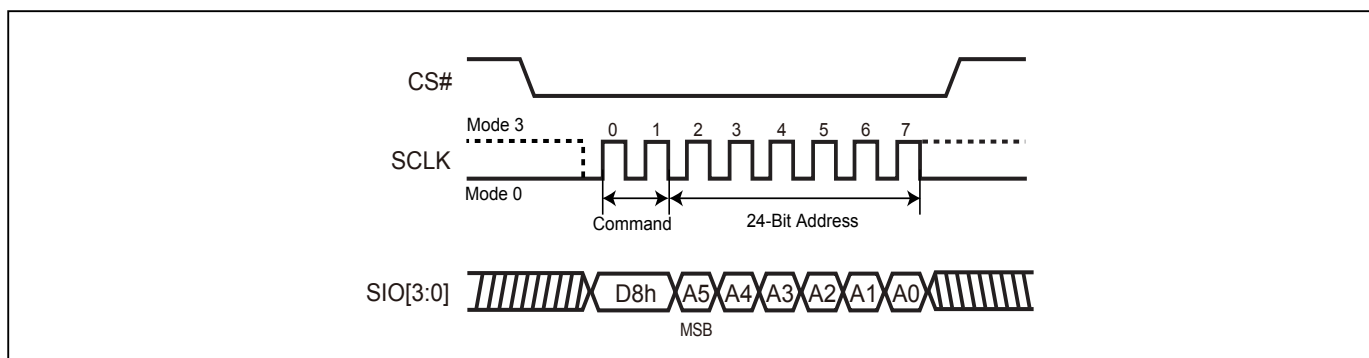 CS#
Mode 3
0 1 2 3 4 5 6 7
SCLK
Mode 0
Command
24-Bit Address
SIO[3:0]
D8h A5 A4 A3 A2 A1 A0
MSB